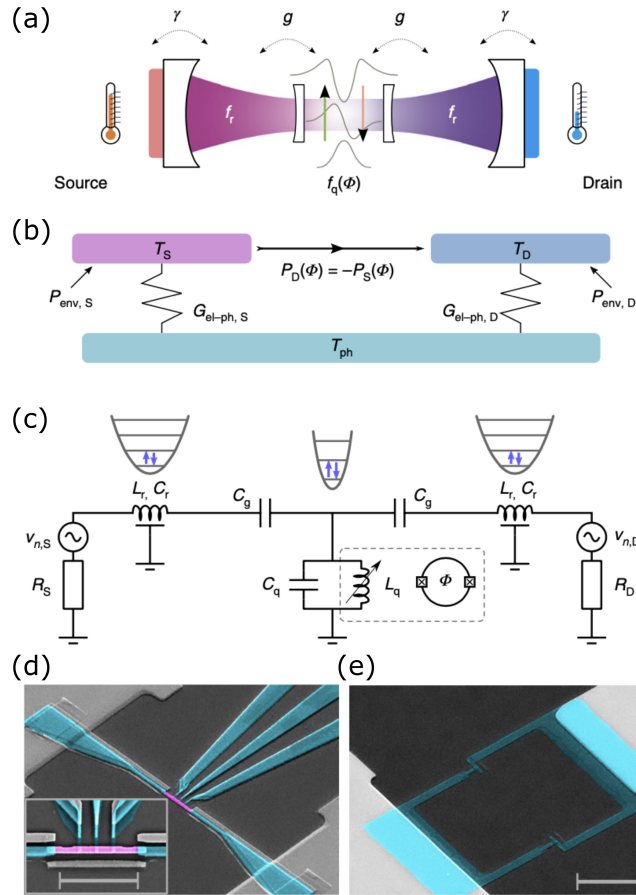 (a)
γ g g γ
f_r f_r
Source f_q(Φ) Drain
(b)
T_S T_D
P_D(Φ) = –P_S(Φ)
P_env, S P_env, D
G_el–ph, S G_el–ph, D
T_ph
(c)
L_r, C_r L_r, C_r
C_g C_g
v_n,S v_n,D
R_S C_q L_q Φ R_D
(d) (e)